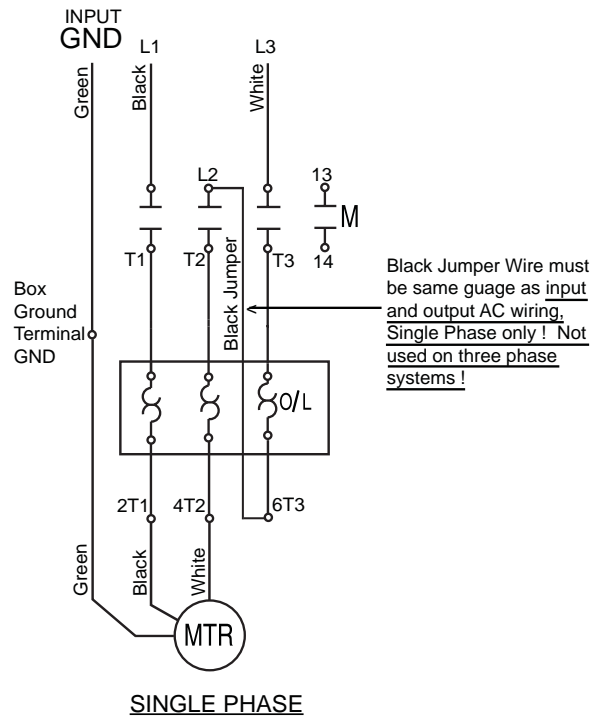 INPUT
GND
L1
L3
Green
Black
White
L2
13
M
T1
T2
T3
14
Black Jumper
Black Jumper Wire must
be same guage as input
and output AC wiring,
Single Phase only ! Not
used on three phase
systems !
Box
Ground
Terminal
GND
O/L
2T1
4T2
6T3
Green
Black
White
MTR
SINGLE PHASE